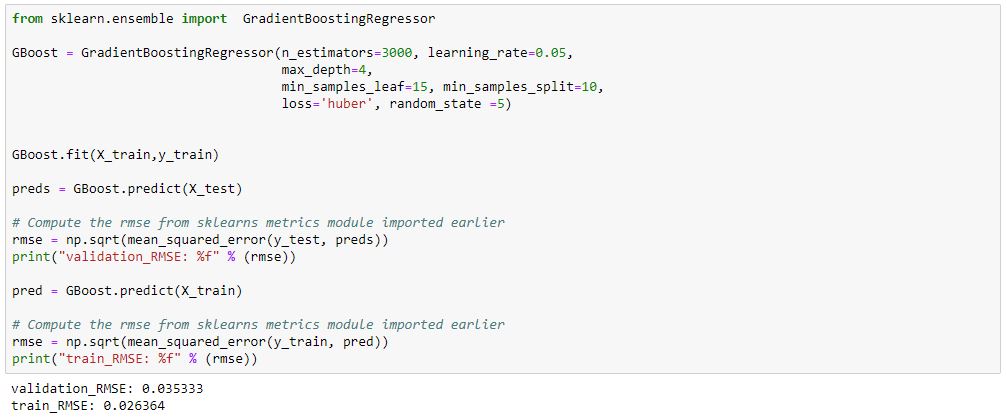 from sklearn.ensemble import  GradientBoostingRegressor
GBoost = GradientBoostingRegressor(n_estimators=3000, learning_rate=0.05,
                                   max_depth=4,
                                   min_samples_leaf=15, min_samples_split=10,
                                   loss='huber', random_state =5)
GBoost.fit(X_train,y_train)
preds = GBoost.predict(X_test)
# Compute the rmse from sklearns metrics module imported earlier
rmse = np.sqrt(mean_squared_error(y_test, preds))
print("validation_RMSE: %f" % (rmse))
pred = GBoost.predict(X_train)
# Compute the rmse from sklearns metrics module imported earlier
rmse = np.sqrt(mean_squared_error(y_train, pred))
print("train_RMSE: %f" % (rmse))
validation_RMSE: 0.035333
train_RMSE: 0.026364